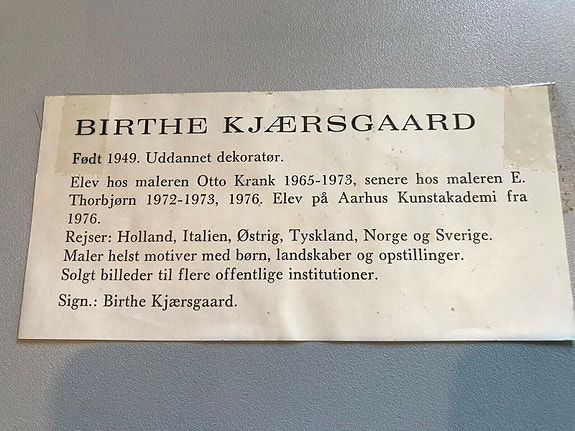 BIRTHE KJÆRSGAARD
Født 1949. Uddannet dekoratør.
Elev hos maleren Otto Krank 1965-1973, senere hos maleren E.
Thorbjørn 1972-1973, 1976. Elev på Aarhus Kunstakademi fra
1976.
Rejser: Holland, Italien, Østrig, Tyskland, Norge og Sverige.
Maler helst motiver med børn, landskaber og opstillinger.
Solgt billeder til flere offentlige institutioner.
Sign.: Birthe Kjærsgaard.